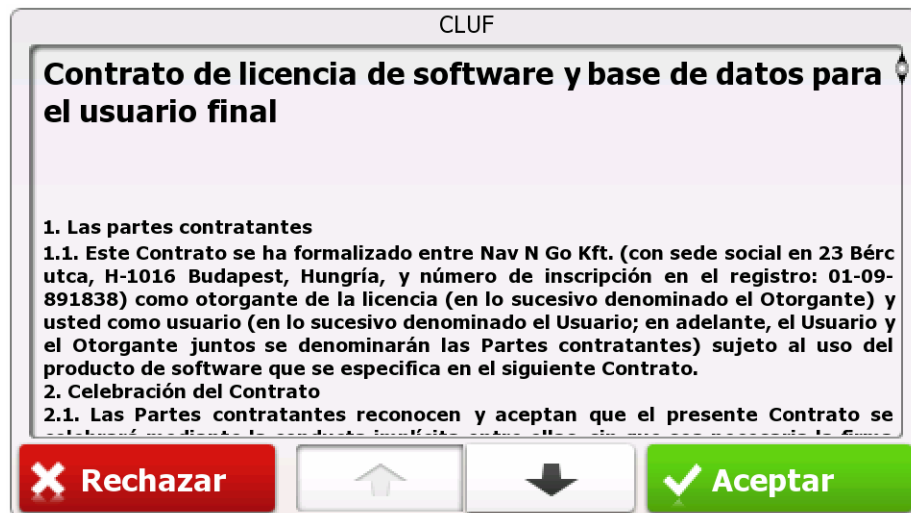 CLUF
Contrato de licencia de software y base de datos para
el usuario final
1. Las partes contratantes
1.1. Este Contrato se ha formalizado entre Nav N Go Kft. (con sede social en 23 Bérc
utca, H-1016 Budapest, Hungría, y número de inscripción en el registro: 01-09-
891838) como otorgante de la licencia (en lo sucesivo denominado el Otorgante) y
usted como usuario (en lo sucesivo denominado el Usuario; en adelante, el Usuario y
el Otorgante juntos se denominarán las Partes contratantes) sujeto al uso del
producto de software que se especifica en el siguiente Contrato.
2. Celebración del Contrato
2.1. Las Partes contratantes reconocen y aceptan que el presente Contrato se
Rechazar
Aceptar